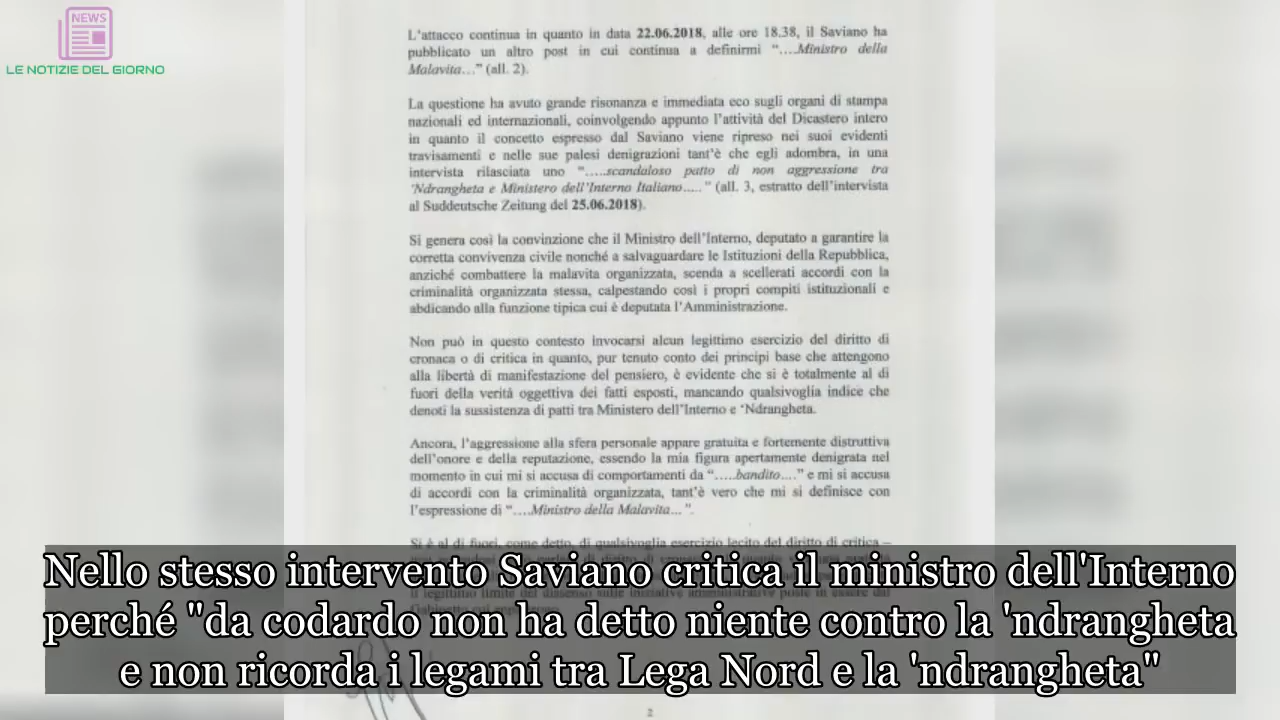 NEWS
LE NOTIZIE DEL GIORNO
L'attacco continua in quanto in data 22.06.2018, alle ore 18.38, il Saviano ha
pubblicato un altro post in cui continua a definirmi “....Ministro della
Malavita...” (all. 2).
La questione ha avuto grande risonanza e immediata eco sugli organi di stampa
nazionali ed internazionali, coinvolgendo appunto l'attività del Dicastero intero
in quanto il concetto espresso dal Saviano viene ripreso nei suoi evidenti
travisamenti e nelle sue palesi denigrazioni tant'è che egli adombra, in una
intervista rilasciata uno “.....scandaloso patto di non aggressione tra
'Ndrangheta e Ministero dell'Interno Italiano.....” (all. 3, estratto dell'intervista
al Suddeutsche Zeitung del 25.06.2018).
Si genera così la convinzione che il Ministro dell'Interno, deputato a garantire la
corretta convivenza civile nonché a salvaguardare le Istituzioni della Repubblica,
anziché combattere la malavita organizzata, scenda a scellerati accordi con la
criminalità organizzata stessa, calpestando così i propri compiti istituzionali e
abdicando alla funzione tipica cui è deputata l'Amministrazione.
Non può in questo contesto invocarsi alcun legittimo esercizio del diritto di
cronaca o di critica in quanto, pur tenuto conto dei principi base che attengono
alla libertà di manifestazione del pensiero, è evidente che si è totalmente al di
fuori della verità oggettiva dei fatti esposti, mancando qualsivoglia indice che
denoti la sussistenza di patti tra Ministero dell'Interno e 'Ndrangheta.
Ancora, l'aggressione alla sfera personale appare gratuita e fortemente distruttiva
dell'onore e della reputazione, essendo la mia figura apertamente denigrata nel
momento in cui mi si accusa di comportamenti da “.....bandito....” e mi si accusa
di accordi con la criminalità organizzata, tant'è vero che mi si definisce con
l'espressione di “....Ministro della Malavita... ”.
Si è al di fuori, come detto, di qualsivoglia esercizio lecito del diritto di critica –
Nello stesso intervento Saviano critica il ministro dell'Interno
perché "da codardo non ha detto niente contro la 'ndrangheta
e non ricorda i legami tra Lega Nord e la 'ndrangheta"
2